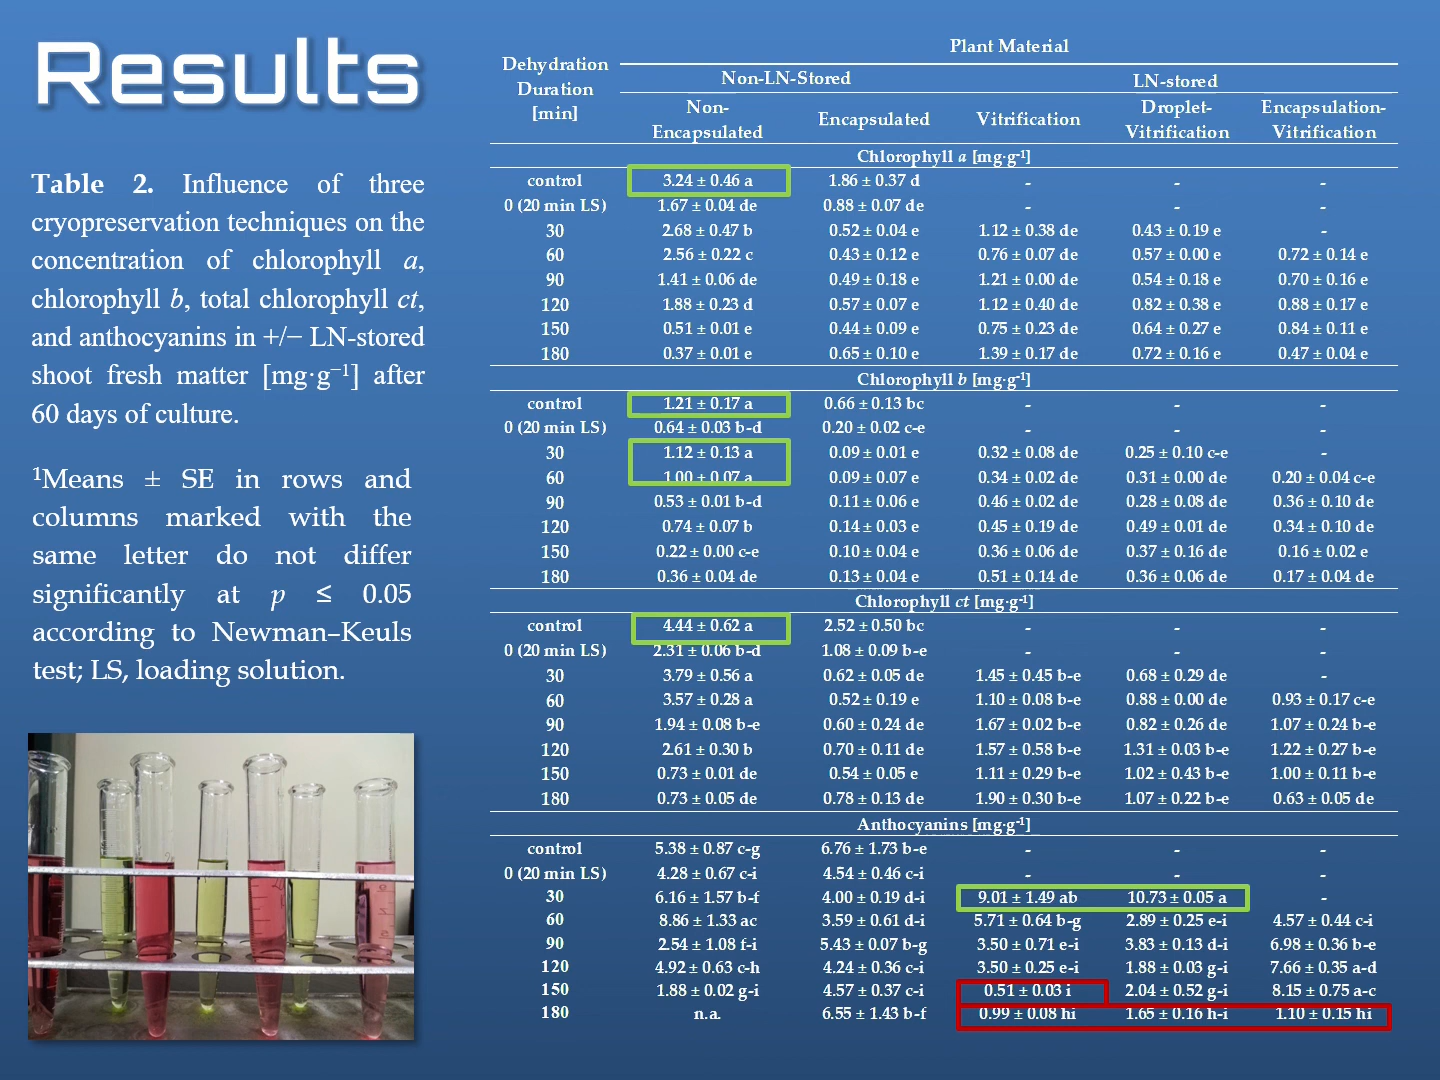 Results
Table 2. Influence of three
cryopreservation techniques on the
concentration of chlorophyll a,
chlorophyll b, total chlorophyll ct,
and anthocyanins in +/− LN-stored
shoot fresh matter [mg·g⁻¹] after
60 days of culture.
¹Means ± SE in rows and
columns marked with the
same letter do not differ
significantly at p ≤ 0.05
according to Newman–Keuls
test; LS, loading solution.
Dehydration Duration [min] Plant Material
Non-LN-Stored LN-stored
Non-Encapsulated Encapsulated Vitrification Droplet-Vitrification Encapsulation-Vitrification
Chlorophyll a [mg·g⁻¹]
control 3.24 ± 0.46 a 1.86 ± 0.37 d - - -
0 (20 min LS) 1.67 ± 0.04 de 0.88 ± 0.07 de - - -
30 2.68 ± 0.47 b 0.52 ± 0.04 e 1.12 ± 0.38 de 0.43 ± 0.19 e -
60 2.56 ± 0.22 c 0.43 ± 0.12 e 0.76 ± 0.07 de 0.57 ± 0.00 e 0.72 ± 0.14 e
90 1.41 ± 0.06 de 0.49 ± 0.18 e 1.21 ± 0.00 de 0.54 ± 0.18 e 0.70 ± 0.16 e
120 1.88 ± 0.23 d 0.57 ± 0.07 e 1.12 ± 0.40 de 0.82 ± 0.38 e 0.88 ± 0.17 e
150 0.51 ± 0.01 e 0.44 ± 0.09 e 0.75 ± 0.23 de 0.64 ± 0.27 e 0.84 ± 0.11 e
180 0.37 ± 0.01 e 0.65 ± 0.10 e 1.39 ± 0.17 de 0.72 ± 0.16 e 0.47 ± 0.04 e
Chlorophyll b [mg·g⁻¹]
control 1.21 ± 0.17 a 0.66 ± 0.13 bc - - -
0 (20 min LS) 0.64 ± 0.03 b-d 0.20 ± 0.02 c-e - - -
30 1.12 ± 0.13 a 0.09 ± 0.01 e 0.32 ± 0.08 de 0.25 ± 0.10 c-e -
60 1.00 ± 0.07 a 0.09 ± 0.07 e 0.34 ± 0.02 de 0.31 ± 0.00 de 0.20 ± 0.04 c-e
90 0.53 ± 0.01 b-d 0.11 ± 0.06 e 0.46 ± 0.02 de 0.28 ± 0.08 de 0.36 ± 0.10 de
120 0.74 ± 0.07 b 0.14 ± 0.03 e 0.45 ± 0.19 de 0.49 ± 0.01 de 0.34 ± 0.10 de
150 0.22 ± 0.00 c-e 0.10 ± 0.04 e 0.36 ± 0.06 de 0.37 ± 0.16 de 0.16 ± 0.02 e
180 0.36 ± 0.04 de 0.13 ± 0.04 e 0.51 ± 0.14 de 0.36 ± 0.06 de 0.17 ± 0.04 de
Chlorophyll ct [mg·g⁻¹]
control 4.44 ± 0.62 a 2.52 ± 0.50 bc - - -
0 (20 min LS) 2.31 ± 0.06 b-d 1.08 ± 0.09 b-e - - -
30 3.79 ± 0.56 a 0.62 ± 0.05 de 1.45 ± 0.45 b-e 0.68 ± 0.29 de -
60 3.57 ± 0.28 a 0.52 ± 0.19 e 1.10 ± 0.08 b-e 0.88 ± 0.00 de 0.93 ± 0.17 c-e
90 1.94 ± 0.08 b-e 0.60 ± 0.24 de 1.67 ± 0.02 b-e 0.82 ± 0.26 de 1.07 ± 0.24 b-e
120 2.61 ± 0.30 b 0.70 ± 0.11 de 1.57 ± 0.58 b-e 1.31 ± 0.03 b-e 1.22 ± 0.27 b-e
150 0.73 ± 0.01 de 0.54 ± 0.05 e 1.11 ± 0.29 b-e 1.02 ± 0.43 b-e 1.00 ± 0.11 b-e
180 0.73 ± 0.05 de 0.78 ± 0.13 de 1.90 ± 0.30 b-e 1.07 ± 0.22 b-e 0.63 ± 0.05 de
Anthocyanins [mg·g⁻¹]
control 5.38 ± 0.87 c-g 6.76 ± 1.73 b-e - - -
0 (20 min LS) 4.28 ± 0.67 c-i 4.54 ± 0.46 c-i - - -
30 6.16 ± 1.57 b-f 4.00 ± 0.19 d-i 9.01 ± 1.49 ab 10.73 ± 0.05 a -
60 8.86 ± 1.33 ac 3.59 ± 0.61 d-i 5.71 ± 0.64 b-g 2.89 ± 0.25 e-i 4.57 ± 0.44 c-i
90 2.54 ± 1.08 f-i 5.43 ± 0.07 b-g 3.50 ± 0.71 e-i 3.83 ± 0.13 d-i 6.98 ± 0.36 b-e
120 4.92 ± 0.63 c-h 4.24 ± 0.36 c-i 3.50 ± 0.25 e-i 1.88 ± 0.03 g-i 7.66 ± 0.35 a-d
150 1.88 ± 0.02 g-i 4.57 ± 0.37 c-i 0.51 ± 0.03 i 2.04 ± 0.52 g-i 8.15 ± 0.75 a-c
180 n.a. 6.55 ± 1.43 b-f 0.99 ± 0.08 hi 1.65 ± 0.16 h-i 1.10 ± 0.15 hi